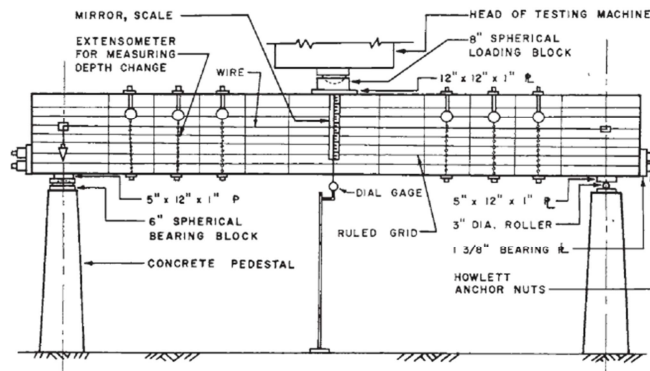 MIRROR, SCALE
EXTENSOMETER
FOR MEASURING
DEPTH CHANGE
WIRE
HEAD OF TESTING MACHINE
8" SPHERICAL
LOADING BLOCK
12" x 12" x 1" ℄
5" x 12" x 1" P
6" SPHERICAL
BEARING BLOCK
CONCRETE PEDESTAL
DIAL GAGE
RULED GRID
5" x 12" x 1" ℄
3" DIA. ROLLER
1 3/8" BEARING ℄
HOWLETT
ANCHOR NUTS